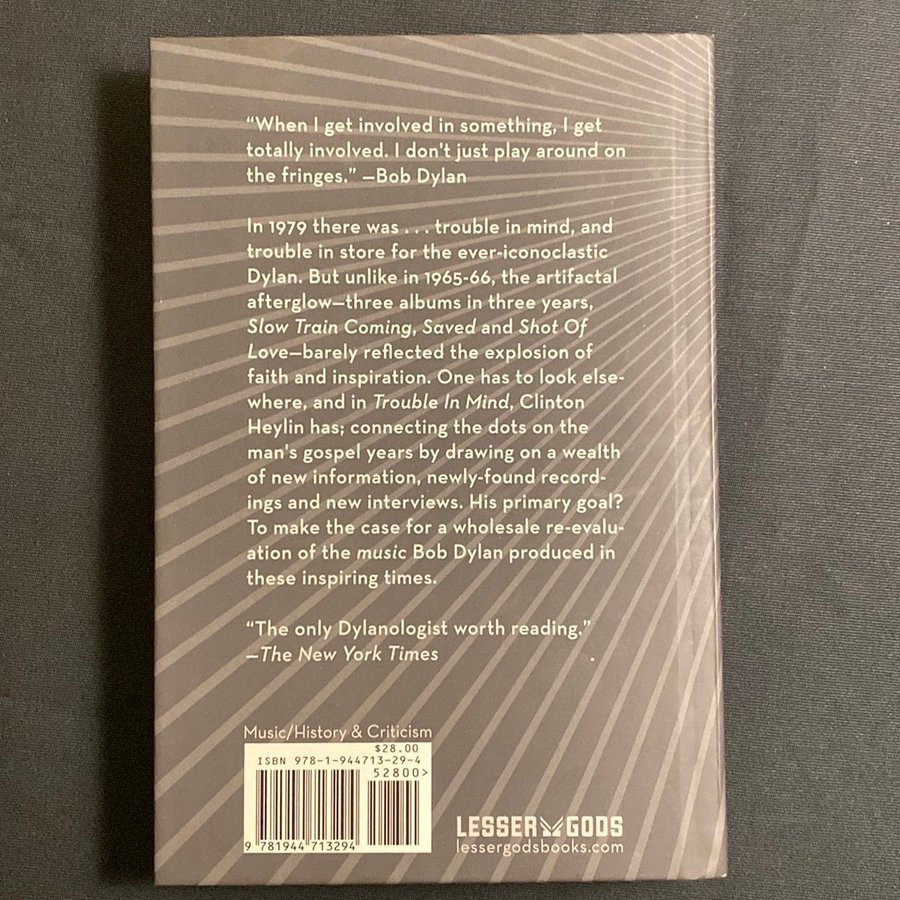 “When I get involved in something, I get
totally involved. I don't just play around on
the fringes.” —Bob Dylan
In 1979 there was . . . trouble in mind, and
trouble in store for the ever-iconoclastic
Dylan. But unlike in 1965-66, the artifactal
afterglow—three albums in three years,
Slow Train Coming, Saved and Shot Of
Love—barely reflected the explosion of
faith and inspiration. One has to look else-
where, and in Trouble In Mind, Clinton
Heylin has; connecting the dots on the
man's gospel years by drawing on a wealth
of new information, newly-found record-
ings and new interviews. His primary goal?
To make the case for a wholesale re-evalu-
ation of the music Bob Dylan produced in
these inspiring times.
“The only Dylanologist worth reading.”
—The New York Times
Music/History & Criticism
$28.00
ISBN 978-1-944713-29-4
52800>
9 781944 713294
LESSER GODS
lessergodsbooks.com